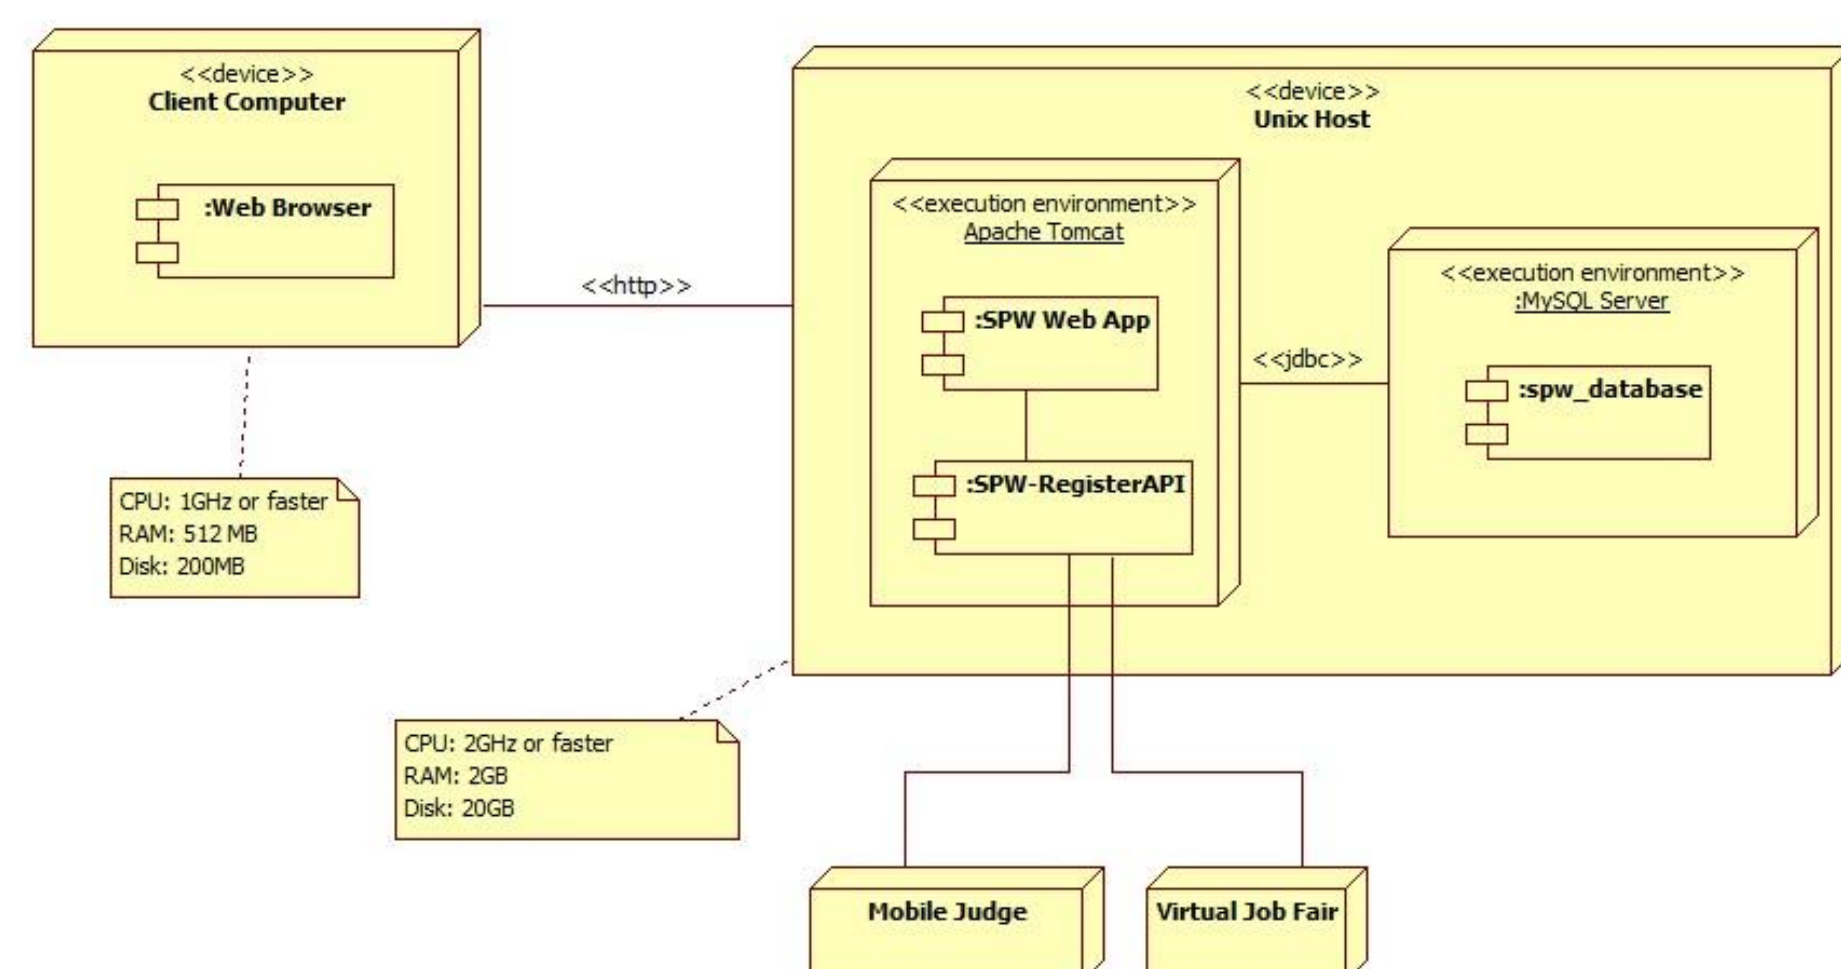 <<device>>
Client Computer
:Web Browser
<<http>>
<<device>>
Unix Host
<<execution environment>>
Apache Tomcat
:SPW Web App
:SPW-RegisterAPI
<<jdbc>>
<<execution environment>>
:MySQL Server
:spw_database
CPU: 1GHz or faster
RAM: 512 MB
Disk: 200MB
CPU: 2GHz or faster
RAM: 2GB
Disk: 20GB
Mobile Judge
Virtual Job Fair